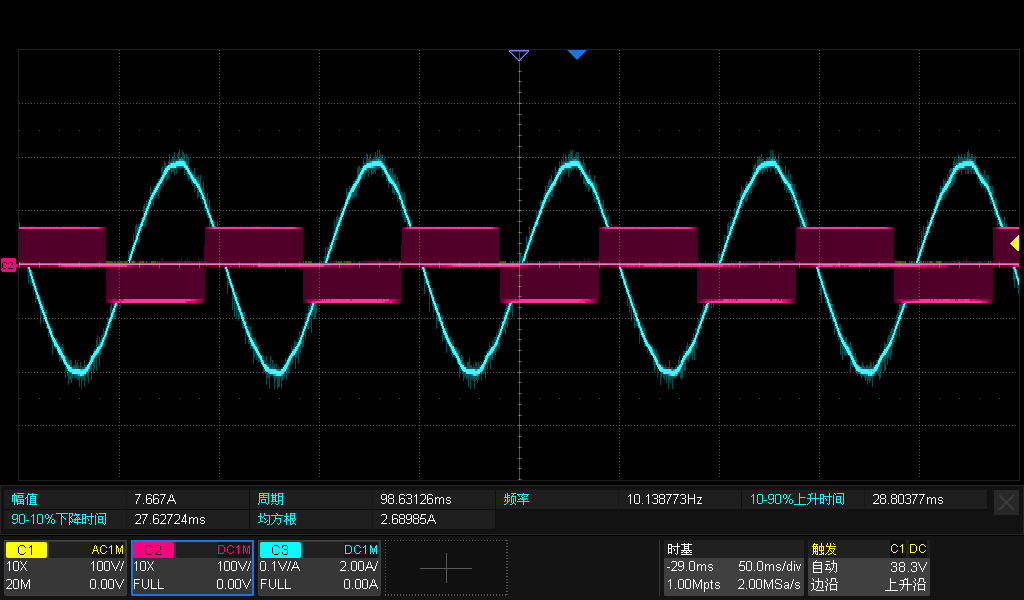 C2
幅值 7.667A 周期 98.63126ms 频率 10.138773Hz 10-90%上升时间 28.80377ms
90-10%下降时间 27.62724ms 均方根 2.68985A
C1 AC1M C2 DC1M C3 DC1M 时基 触发 C1 DC
10X 100V/ 10X 100V/ 0.1V/A 2.00A/ -29.0ms 50.0ms/div 自动 38.3V
20M 0.00V FULL 0.00V FULL 0.00A 1.00Mpts 2.00MSa/s 边沿 上升沿